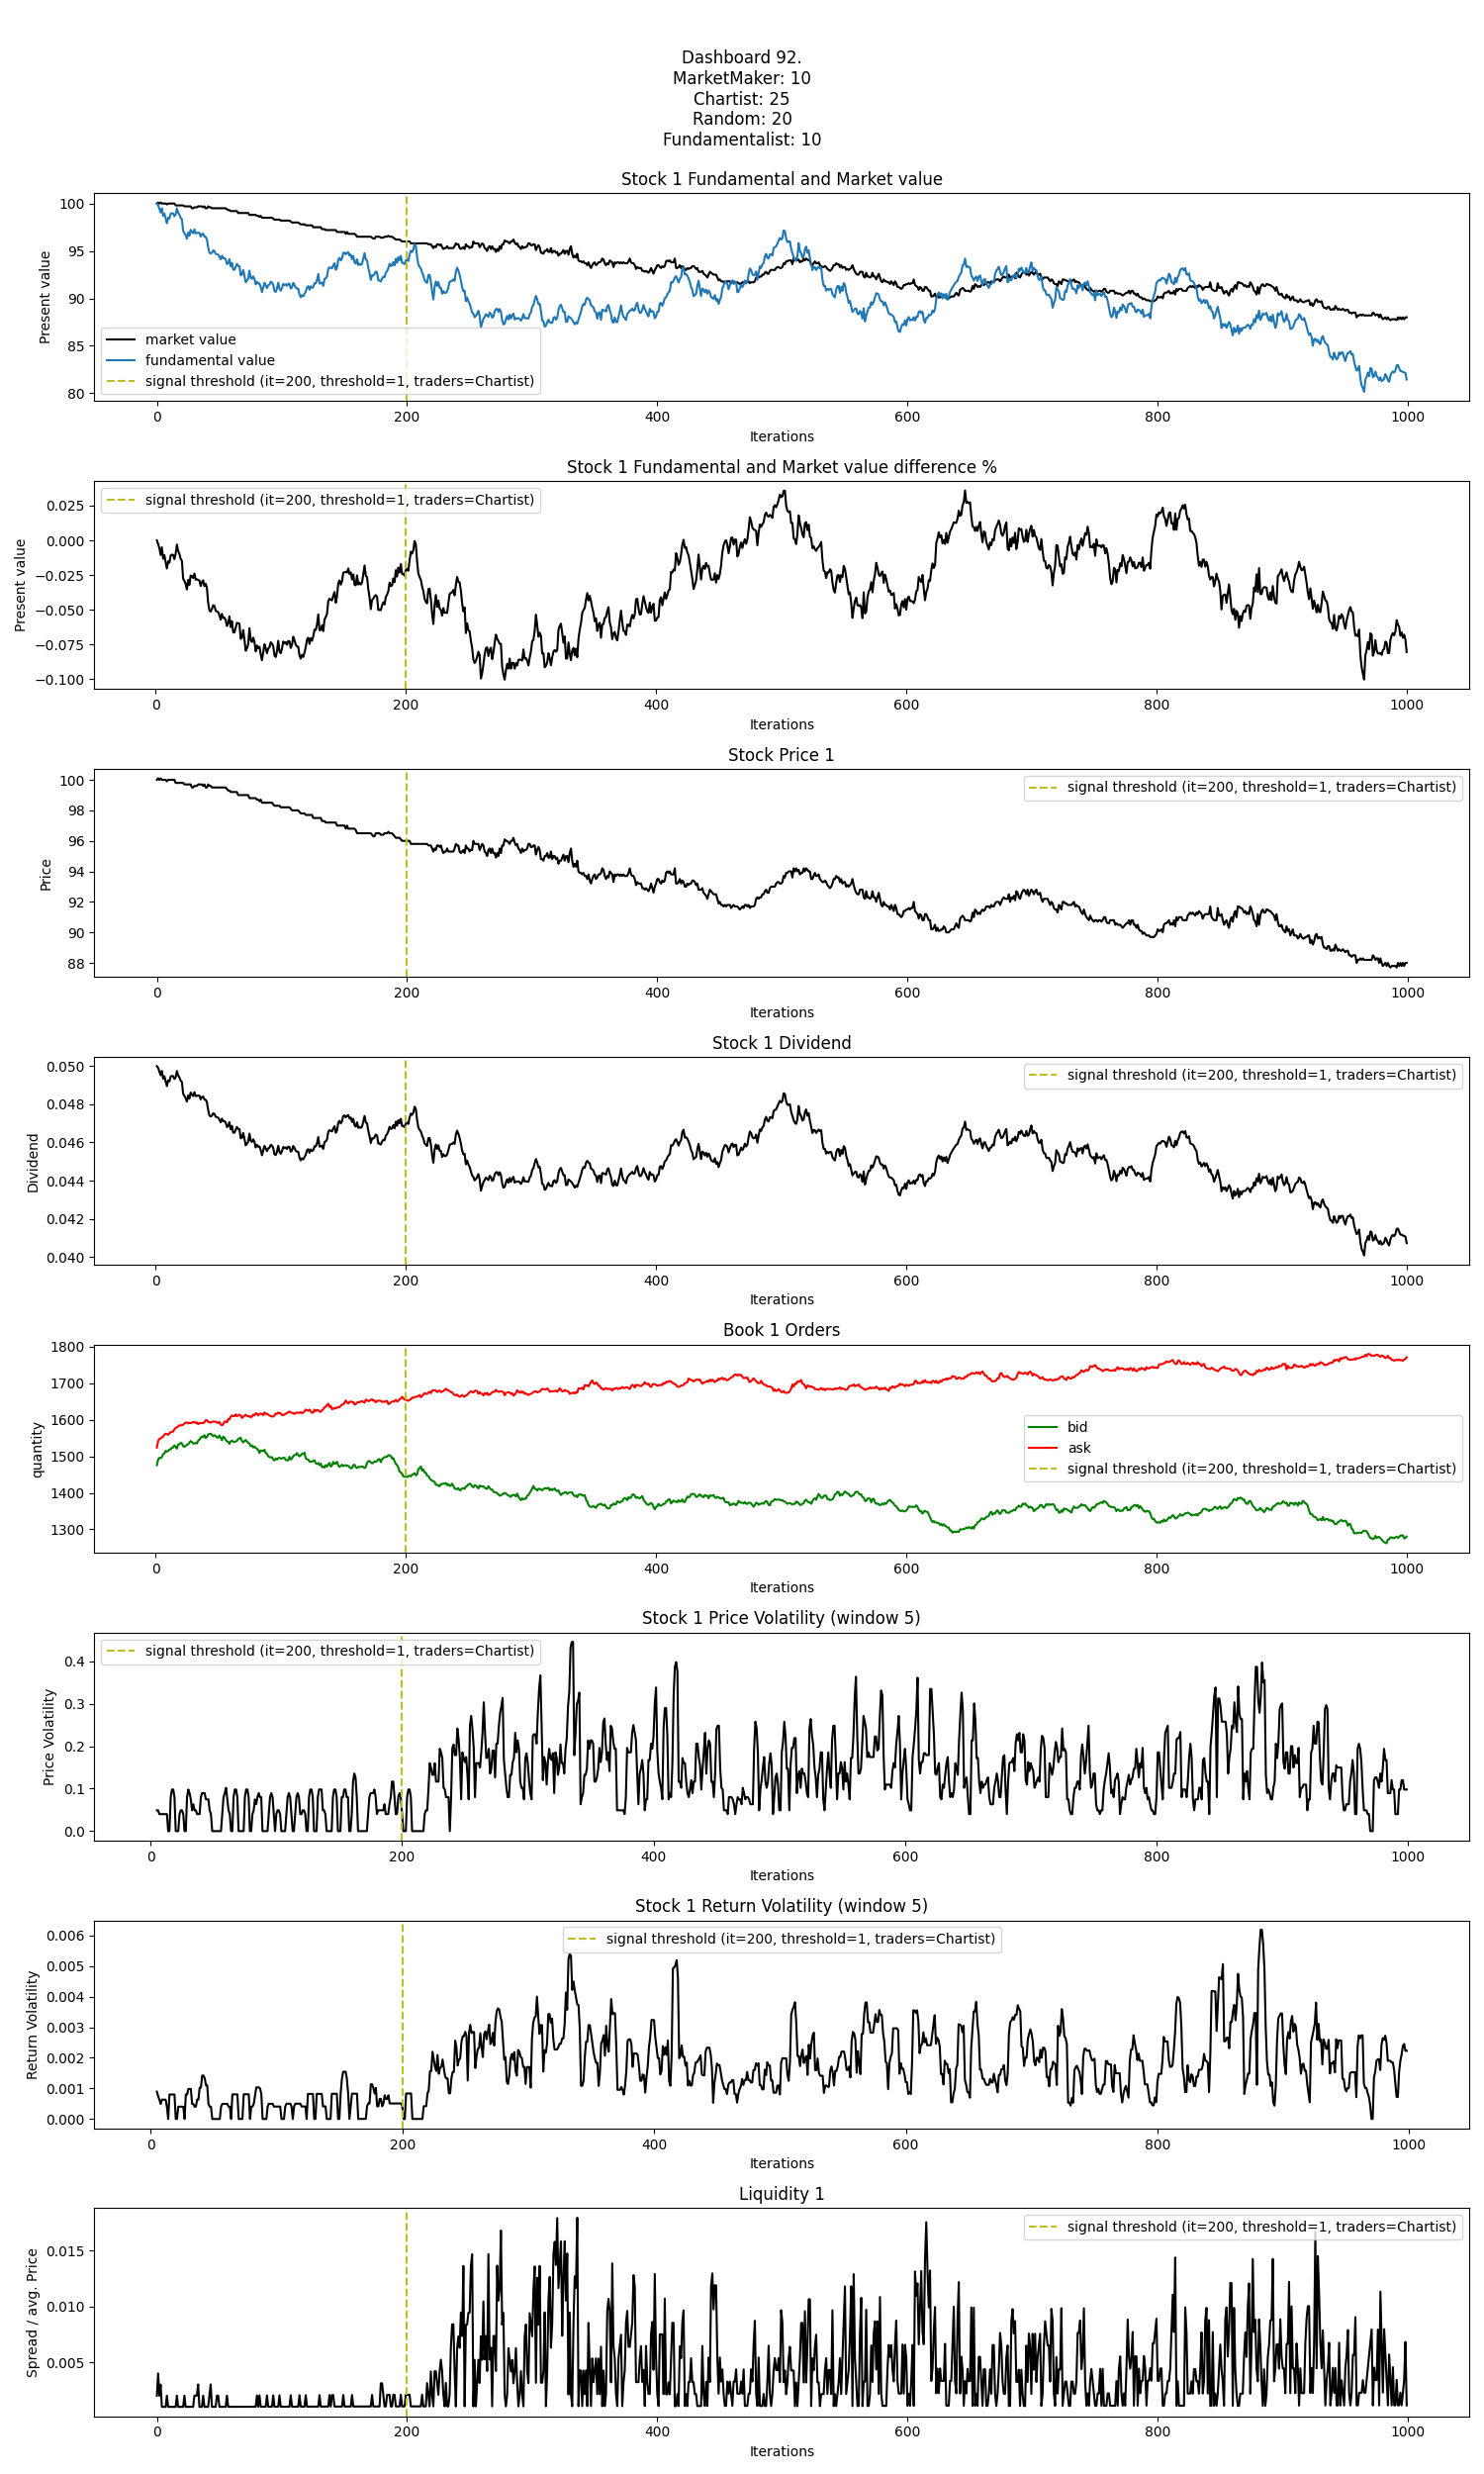 Dashboard 92.
MarketMaker: 10
Chartist: 25
Random: 20
Fundamentalist: 10
Stock 1 Fundamental and Market value
Present value
100
95
90
85
80
market value
fundamental value
signal threshold (it=200, threshold=1, traders=Chartist)
0 200 400 600 800 1000
Iterations
Stock 1 Fundamental and Market value difference %
Present value
0.025
0.000
−0.025
−0.050
−0.075
−0.100
signal threshold (it=200, threshold=1, traders=Chartist)
0 200 400 600 800 1000
Iterations
Stock Price 1
Price
100
98
96
94
92
90
88
signal threshold (it=200, threshold=1, traders=Chartist)
0 200 400 600 800 1000
Iterations
Stock 1 Dividend
Dividend
0.050
0.048
0.046
0.044
0.042
0.040
signal threshold (it=200, threshold=1, traders=Chartist)
0 200 400 600 800 1000
Iterations
Book 1 Orders
quantity
1800
1700
1600
1500
1400
1300
bid
ask
signal threshold (it=200, threshold=1, traders=Chartist)
0 200 400 600 800 1000
Iterations
Stock 1 Price Volatility (window 5)
Price Volatility
0.4
0.3
0.2
0.1
0.0
signal threshold (it=200, threshold=1, traders=Chartist)
0 200 400 600 800 1000
Iterations
Stock 1 Return Volatility (window 5)
Return Volatility
0.006
0.005
0.004
0.003
0.002
0.001
0.000
signal threshold (it=200, threshold=1, traders=Chartist)
0 200 400 600 800 1000
Iterations
Liquidity 1
Spread / avg. Price
0.015
0.010
0.005
signal threshold (it=200, threshold=1, traders=Chartist)
0 200 400 600 800 1000
Iterations